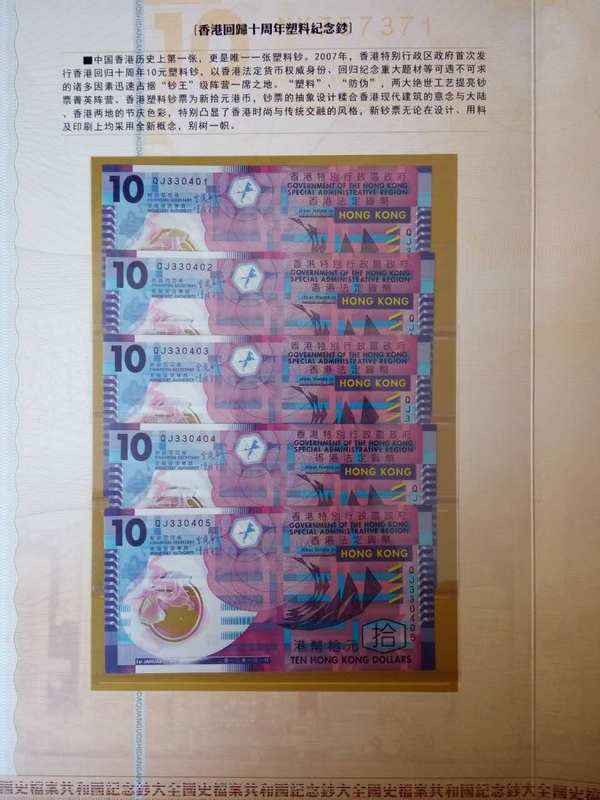 7371
[香港回歸十周年塑料紀念鈔]
■中国香港历史上第一张，更是唯一一张塑料钞。2007年，香港特别行政区政府首次发
行香港回归十周年10元塑料钞，以香港法定货币权威身份、回归纪念重大题材等可遇不可求
的诸多因素迅速占据“钞王”级阵营一席之地。“塑料”、“防伪”，两大绝世工艺提亮钞
票菁英阵营。香港塑料钞票为新拾元港币，钞票的抽象设计糅合香港现代建筑的意念与大陆
、香港两地的节庆色彩，特别凸显了香港时尚与传统交融的风格，新钞票无论在设计、用料
及印刷上均采用全新概念，别树一帜。
10 QJ330401
香港特別行政區政府
GOVERNMENT OF THE HONG KONG
SPECIAL ADMINISTRATIVE REGION
香港法定貨幣
HONG KONG
10 QJ330402
香港特別行政區政府
GOVERNMENT OF THE HONG KONG
SPECIAL ADMINISTRATIVE REGION
香港法定貨幣
HONG KONG
10 QJ330403
香港特別行政區政府
GOVERNMENT OF THE HONG KONG
SPECIAL ADMINISTRATIVE REGION
香港法定貨幣
HONG KONG
10 QJ330404
香港特別行政區政府
GOVERNMENT OF THE HONG KONG
SPECIAL ADMINISTRATIVE REGION
香港法定貨幣
HONG KONG
10 QJ330405
香港特別行政區政府
GOVERNMENT OF THE HONG KONG
SPECIAL ADMINISTRATIVE REGION
香港法定貨幣
HONG KONG
QJ330405
港幣拾元
拾
TEN HONG KONG DOLLARS
國史檔案共和國紀念鈔大全國史檔案共和國紀念鈔大全國